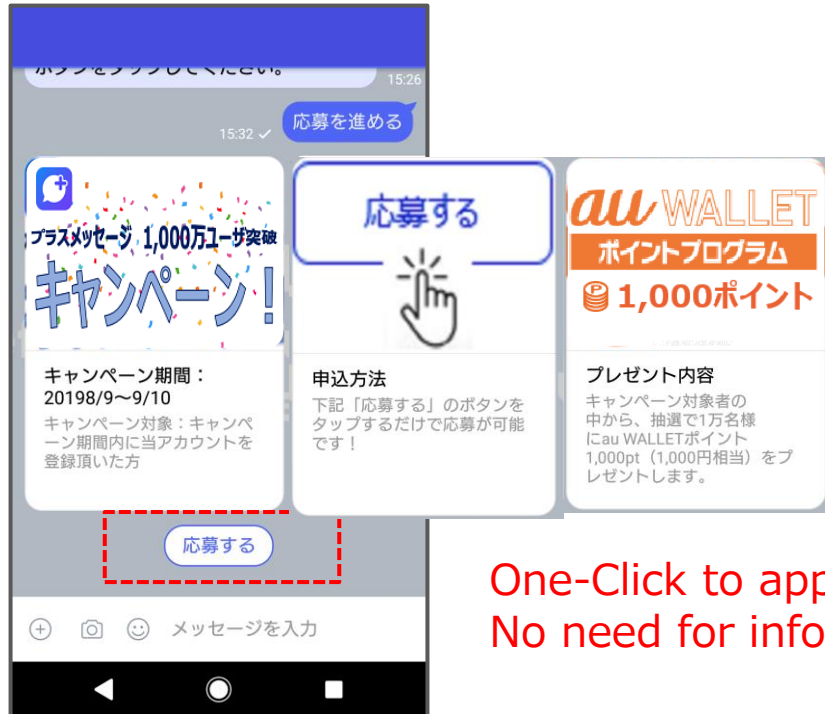 ボタンをタップしてください。
15:26
15:32
応募を進める
プラスメッセージ 1,000万ユーザ突破
キャンペーン！
キャンペーン期間：
20198/9～9/10
キャンペーン対象：キャンペ
ーン期間内に当アカウントを
登録頂いた方
応募する
申込方法
下記「応募する」のボタンを
タップするだけで応募が可能
です！
au WALLET
ポイントプログラム
1,000ポイント
プレゼント内容
キャンペーン対象者の
中から、抽選で1万名様
にau WALLETポイント
1,000pt（1,000円相当）をプ
レゼントします。
応募する
One-Click to app
No need for info
メッセージを入力